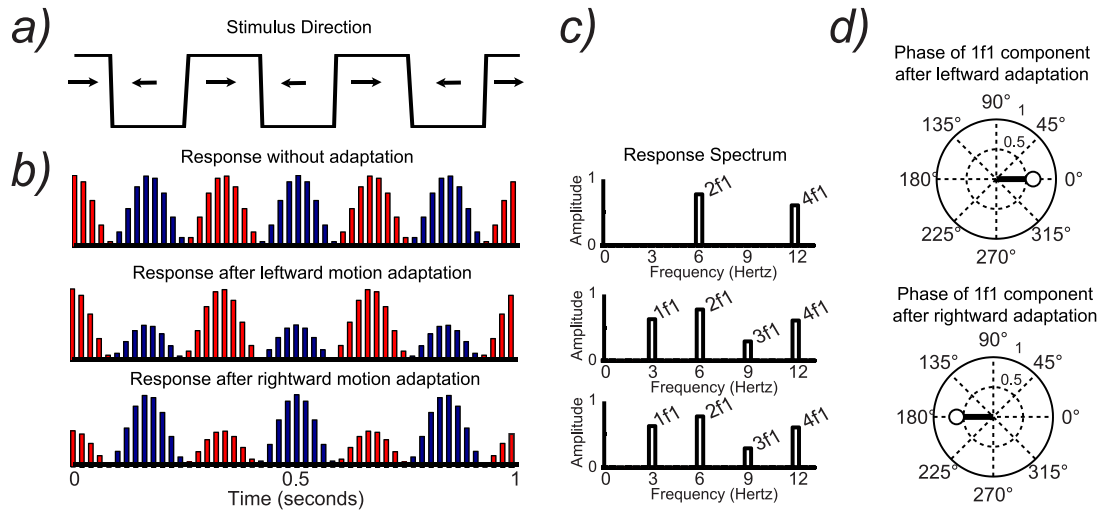 a)
Stimulus Direction
b)
Response without adaptation
Response after leftward motion adaptation
Response after rightward motion adaptation
0
0.5
1
Time (seconds)
c)
Response Spectrum
Amplitude
1
0
2f1
4f1
0 3 6 9 12
Frequency (Hertz)
Amplitude
1
0
1f1
2f1
3f1
4f1
0 3 6 9 12
Frequency (Hertz)
Amplitude
1
0
1f1
2f1
3f1
4f1
0 3 6 9 12
Frequency (Hertz)
d)
Phase of 1f1 component
after leftward adaptation
90°
1
135°
45°
0.5
180°
0°
225°
315°
270°
Phase of 1f1 component
after rightward adaptation
90°
1
135°
45°
0.5
180°
0°
225°
315°
270°